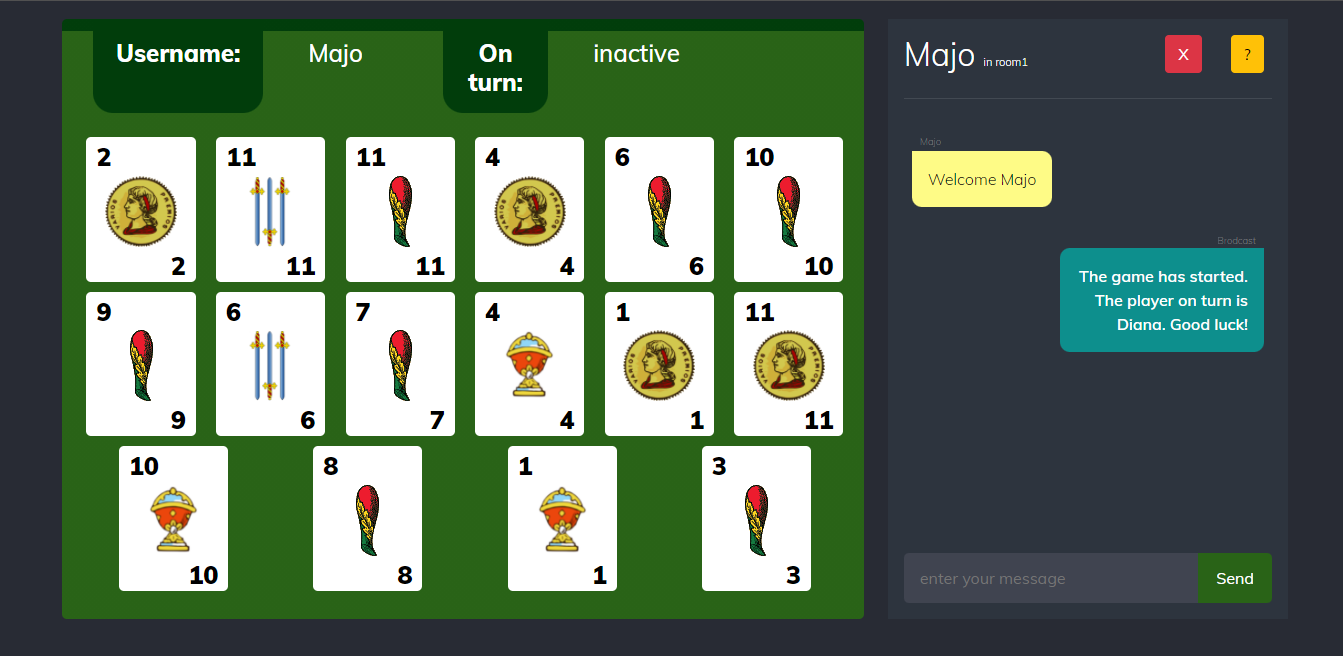 Username: Majo On turn: inactive
2 11 11 4 6 10
2 11 11 4 6 10
9 6 7 4 1 11
9 6 7 4 1 11
10 8 1 3
10 8 1 3
Majo in room1 X ?
Majo
Welcome Majo
Brodcast
The game has started.
The player on turn is
Diana. Good luck!
enter your message Send